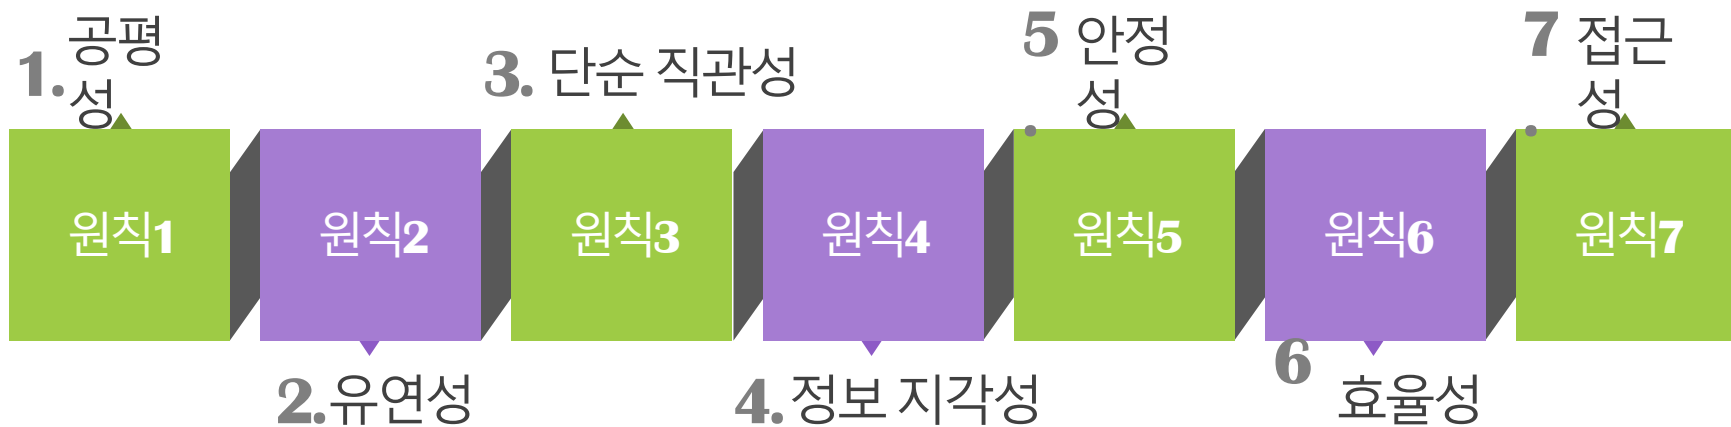 1. 공평성
3. 단순 직관성
5. 안정성
7. 접근성
원칙1
원칙2
원칙3
원칙4
원칙5
원칙6
원칙7
2. 유연성
4. 정보 지각성
6 효율성